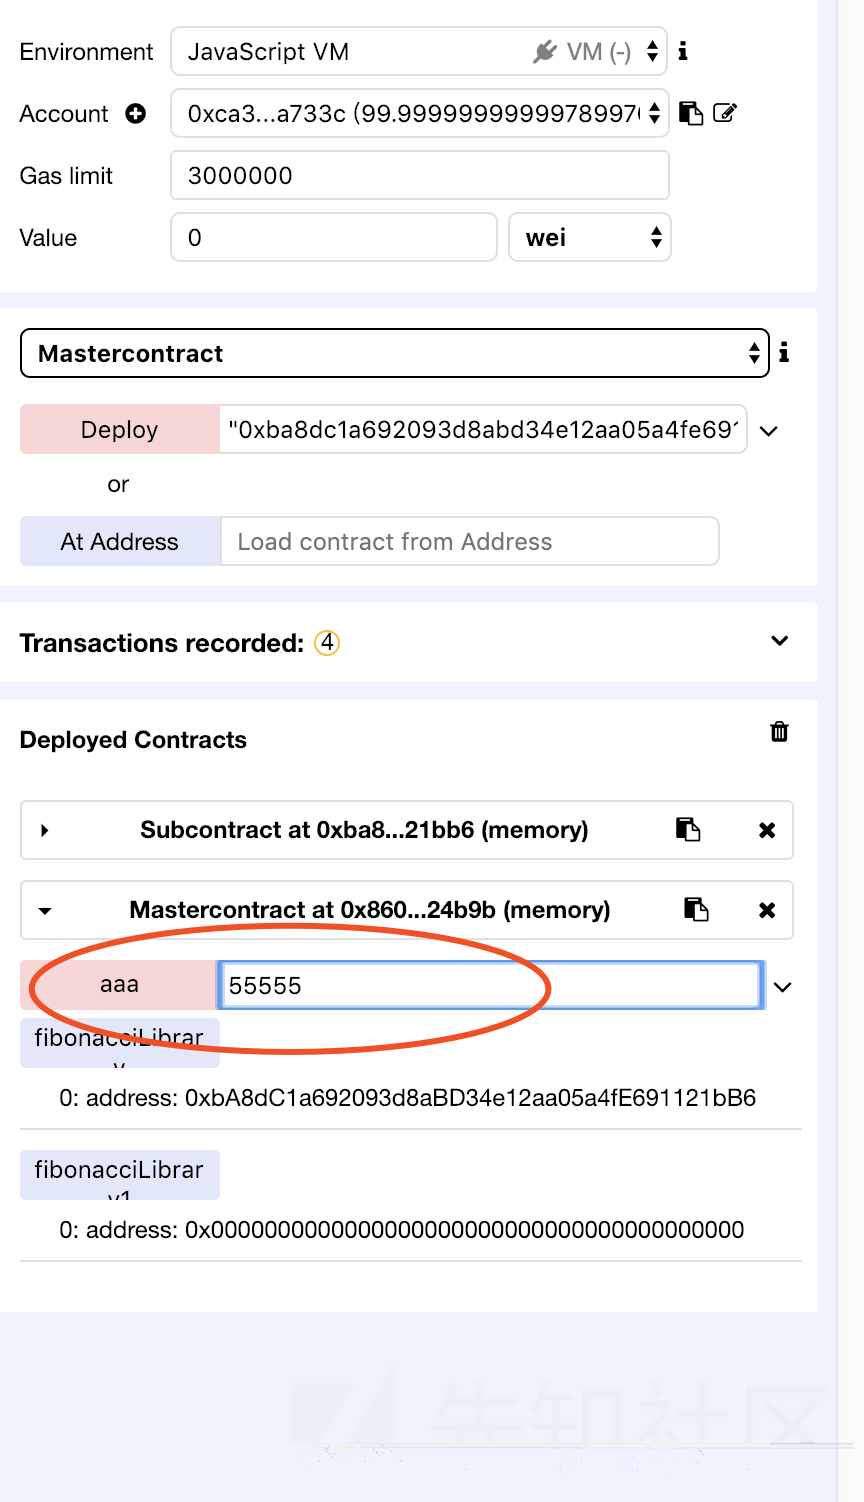 Environment JavaScript VM VM (-)
Account 0xca3...a733c (99.9999999999789976
Gas limit 3000000
Value 0 wei
Mastercontract
Deploy "0xba8dc1a692093d8abd34e12aa05a4fe691
or
At Address Load contract from Address
Transactions recorded: 4
Deployed Contracts
Subcontract at 0xba8...21bb6 (memory)
Mastercontract at 0x860...24b9b (memory)
aaa 55555
fibonacciLibrar
y
0: address: 0xbA8dC1a692093d8aBD34e12aa05a4fE691121bB6
fibonacciLibrar
y1
0: address: 0x0000000000000000000000000000000000000000
先知社区